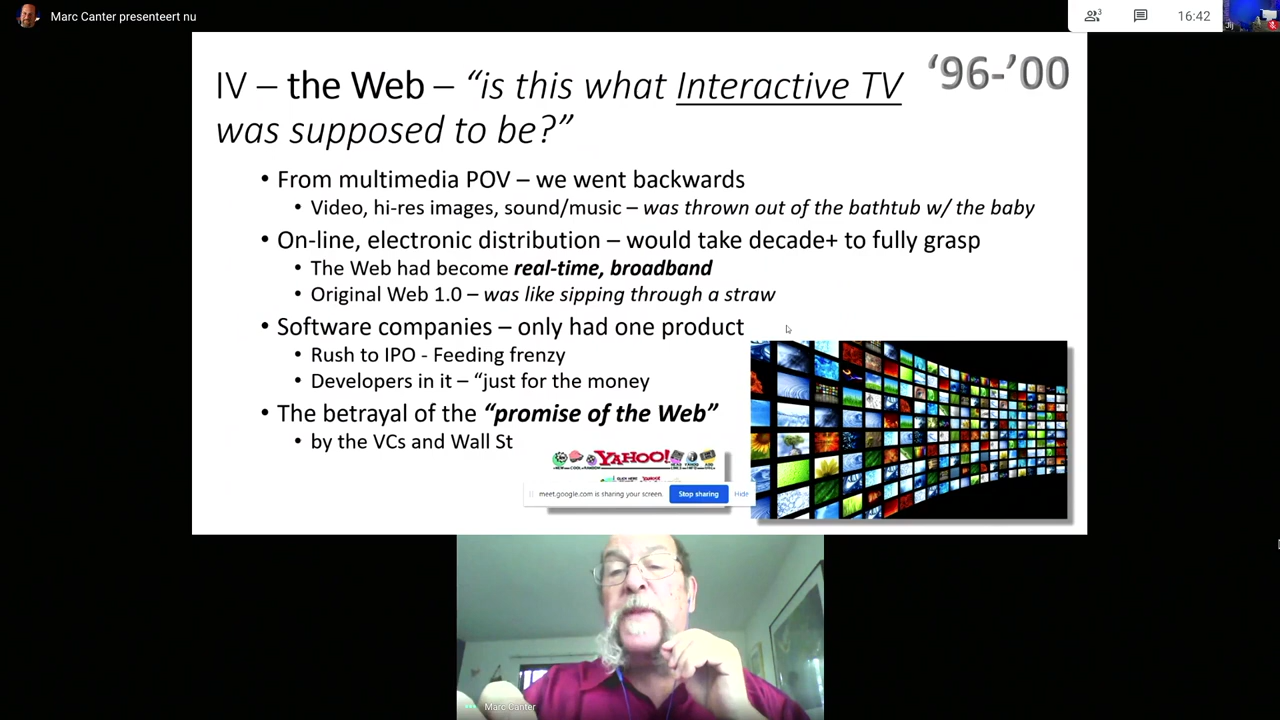 Marc Canter presenteert nu
3
16:42
Jij
IV – the Web – “is this what Interactive TV
was supposed to be?”
‘96-’00
• From multimedia POV – we went backwards
• Video, hi-res images, sound/music – was thrown out of the bathtub w/ the baby
• On-line, electronic distribution – would take decade+ to fully grasp
• The Web had become real-time, broadband
• Original Web 1.0 – was like sipping through a straw
• Software companies – only had one product
• Rush to IPO - Feeding frenzy
• Developers in it – “just for the money
• The betrayal of the “promise of the Web”
• by the VCs and Wall St
YAHOO!
meet.google.com is sharing your screen.
Stop sharing
Hide
Marc Canter